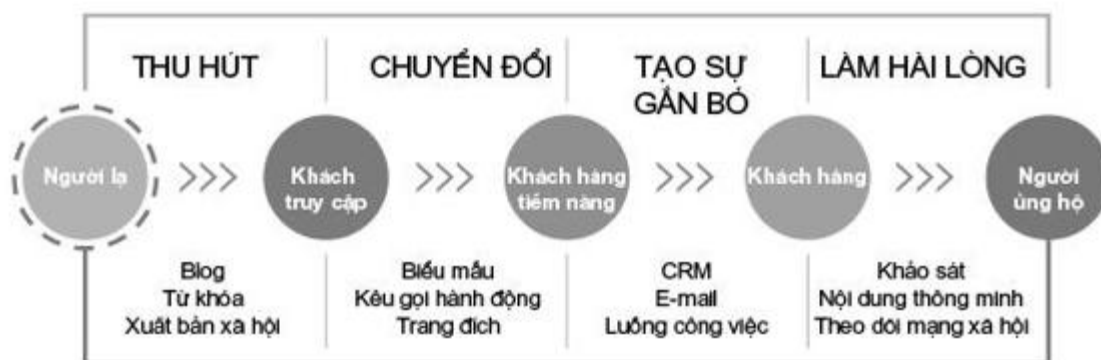 THU HÚT
CHUYỂN ĐỔI
TẠO SỰ
GẮN BÓ
LÀM HÀI LÒNG
Người lạ
Khách
truy cập
Khách hàng
tiềm năng
Khách hàng
Người
ủng hộ
Blog
Từ khóa
Xuất bản xã hội
Biểu mẫu
Kêu gọi hành động
Trang đích
CRM
E-mail
Luồng công việc
Khảo sát
Nội dung thông minh
Theo dõi mạng xã hội